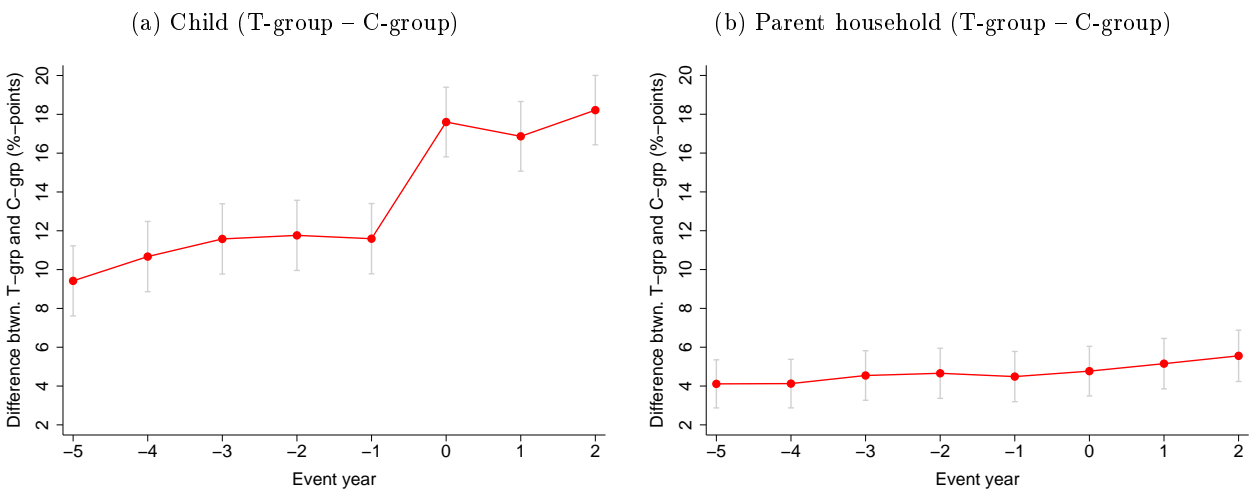 (a) Child (T-group – C-group)
Difference btwn. T−grp and C−grp (%−points)
20
18
16
14
12
10
8
6
4
2
−5 −4 −3 −2 −1 0 1 2
Event year
(b) Parent household (T-group – C-group)
Difference btwn. T−grp and C−grp (%−points)
20
18
16
14
12
10
8
6
4
2
−5 −4 −3 −2 −1 0 1 2
Event year